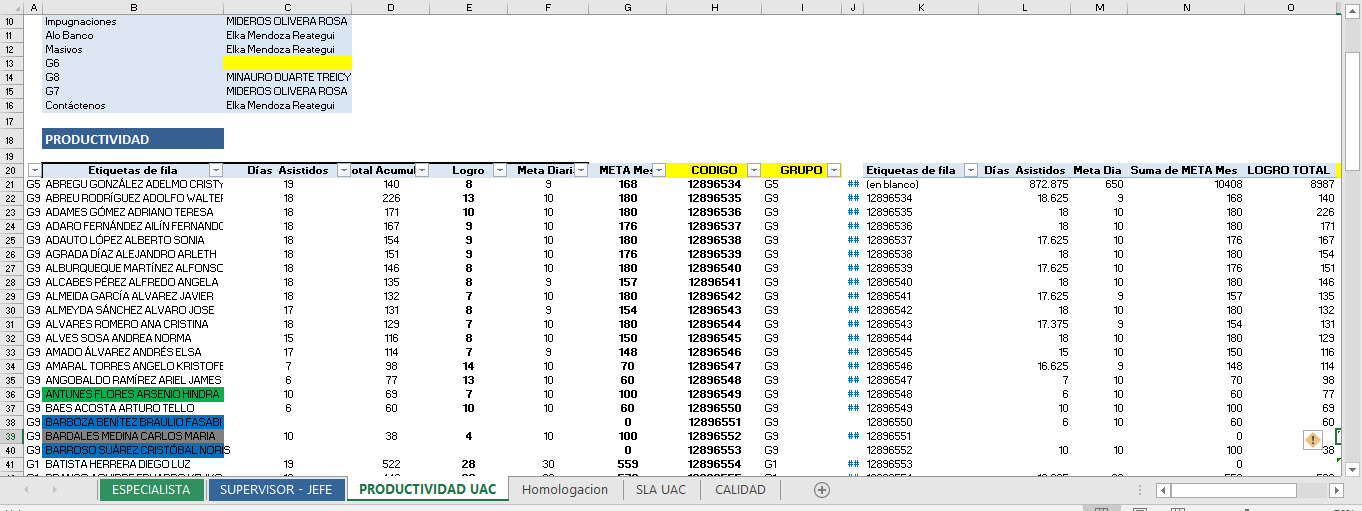 A B C D E F G H I J K L M N O
10 Impugnaciones MIDEROS OLIVERA ROSA
11 Alo Banco Elka Mendoza Reategui
12 Masivos Elka Mendoza Reategui
13 G6
14 G8 MINAURO DUARTE TREICY
15 G7 MIDEROS OLIVERA ROSA
16 Contáctenos Elka Mendoza Reategui
17
18 PRODUCTIVIDAD
19
20 Etiquetas de fila Días Asistidos otal Acumul Logro Meta Diari META Mes CODIGO GRUPO Etiquetas de fila Días Asistidos Meta Dia Suma de META Mes LOGRO TOTAL
21 G5 ABREGU GONZÁLEZ ADELMO CRISTY 19 140 8 9 168 12896534 G5 ## (en blanco) 872.875 650 10408 8987
22 G9 ABREU RODRÍGUEZ ADOLFO WALTER 18 226 13 10 180 12896535 G9 ## 12896534 18.625 9 168 140
23 G9 ADAMES GÓMEZ ADRIANO TERESA 18 171 10 10 180 12896536 G9 ## 12896535 18 10 180 226
24 G9 ADARO FERNÁNDEZ AILÍN FERNANDO 18 167 9 10 176 12896537 G9 ## 12896536 18 10 180 171
25 G9 ADAUTO LÓPEZ ALBERTO SONIA 18 154 9 10 180 12896538 G9 ## 12896537 17.625 10 176 167
26 G9 AGRADA DÍAZ ALEJANDRO ARLETH 18 151 9 10 176 12896539 G9 ## 12896538 18 10 180 154
27 G9 ALBURQUEQUE MARTÍNEZ ALFONSO 18 146 8 10 180 12896540 G9 ## 12896539 17.625 10 176 151
28 G9 ALCABES PÉREZ ALFREDO ANGELA 18 135 8 9 157 12896541 G9 ## 12896540 18 10 180 146
29 G9 ALMEIDA GARCÍA ALVAREZ JAVIER 18 132 7 10 180 12896542 G9 ## 12896541 17.625 9 157 135
30 G9 ALMEYDA SÁNCHEZ ALVARO JOSE 17 131 8 9 154 12896543 G9 ## 12896542 18 10 180 132
31 G9 ALVARES ROMERO ANA CRISTINA 18 129 7 10 180 12896544 G9 ## 12896543 17.375 9 154 131
32 G9 ALVES SOSA ANDREA NORMA 15 116 8 10 150 12896545 G9 ## 12896544 18 10 180 129
33 G9 AMADO ÁLVAREZ ANDRÉS ELSA 17 114 7 9 148 12896546 G9 ## 12896545 15 10 150 116
34 G9 AMARAL TORRES ANGELO KRISTOFE 7 98 14 10 70 12896547 G9 ## 12896546 16.625 9 148 114
35 G9 ANGOBALDO RAMÍREZ ARIEL JAMES 6 77 13 10 60 12896548 G9 ## 12896547 7 10 70 98
36 G9 ANTUNES FLORES ARSENIO HINDRA 10 69 7 10 100 12896549 G9 ## 12896548 6 10 60 77
37 G9 BAES ACOSTA ARTURO TELLO 6 60 10 10 60 12896550 G9 ## 12896549 10 10 100 69
38 G9 BARBOZA BENÍTEZ BRAULIO FASABI 0 12896551 G9 12896550 6 10 60 60
39 G9 BARDALES MEDINA CARLOS MARIA 10 38 4 10 100 12896552 G9 ## 12896551 0
40 G9 BARROSO SUÁREZ CRISTÓBAL NORIS 0 12896553 G9 12896552 10 10 100 38
41 G1 BATISTA HERRERA DIEGO LUZ 19 522 28 30 559 12896554 G1 ## 12896553 0
ESPECIALISTA SUPERVISOR - JEFE PRODUCTIVIDAD UAC Homologacion SLA UAC CALIDAD